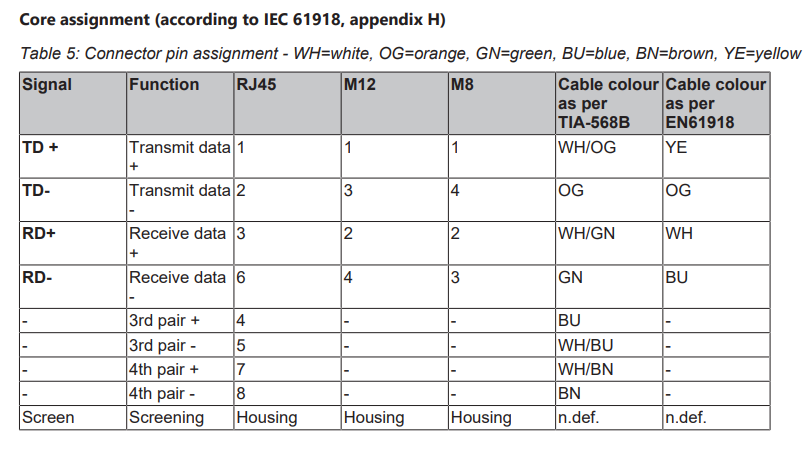 Core assignment (according to IEC 61918, appendix H)
Table 5: Connector pin assignment - WH=white, OG=orange, GN=green, BU=blue, BN=brown, YE=yellow
Signal Function RJ45 M12 M8 Cable colour as per TIA-568B Cable colour as per EN61918
TD + Transmit data + 1 1 1 WH/OG YE
TD- Transmit data - 2 3 4 OG OG
RD+ Receive data + 3 2 2 WH/GN WH
RD- Receive data - 6 4 3 GN BU
- 3rd pair + 4 - - BU -
- 3rd pair - 5 - - WH/BU -
- 4th pair + 7 - - WH/BN -
- 4th pair - 8 - - BN -
Screen Screening Housing Housing Housing n.def. n.def.